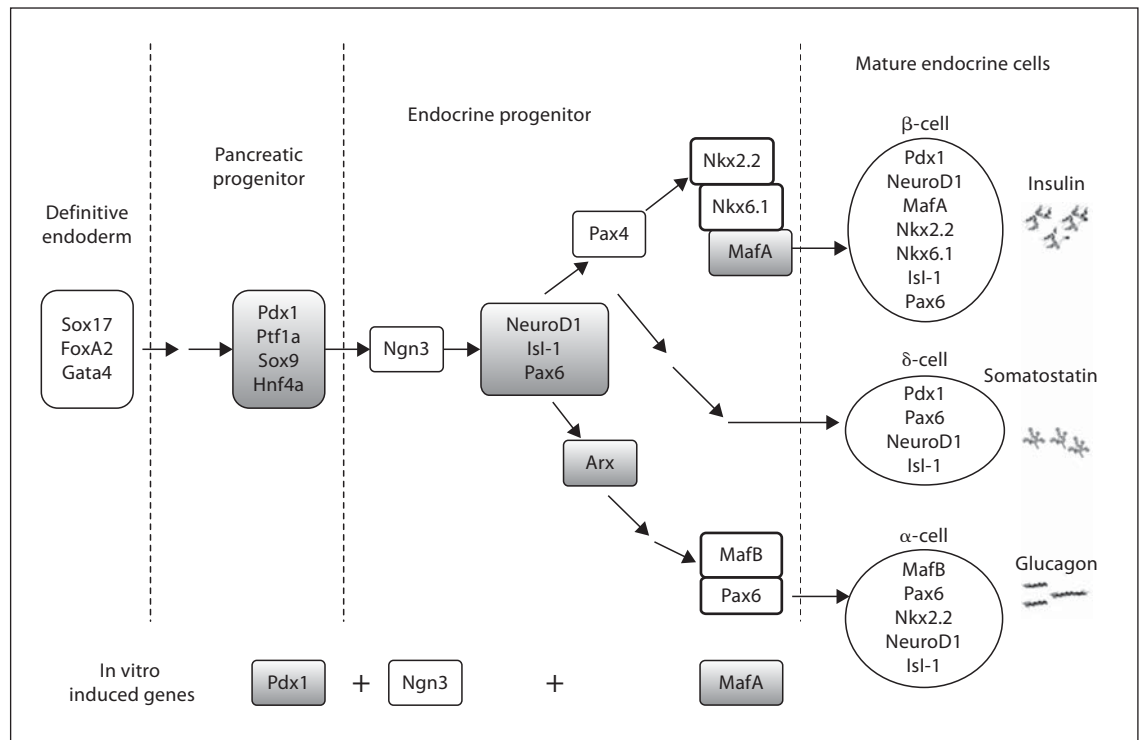 Definitive
endoderm
Sox17
FoxA2
Gata4
Pancreatic
progenitor
Pdx1
Ptf1a
Sox9
Hnf4a
Endocrine progenitor
Ngn3
NeuroD1
Isl-1
Pax6
Pax4
Nkx2.2
Nkx6.1
MafA
Arx
MafB
Pax6
Mature endocrine cells
β-cell
Pdx1
NeuroD1
MafA
Nkx2.2
Nkx6.1
Isl-1
Pax6
Insulin
δ-cell
Pdx1
Pax6
NeuroD1
Isl-1
Somatostatin
α-cell
MafB
Pax6
Nkx2.2
NeuroD1
Isl-1
Glucagon
In vitro
induced genes
Pdx1 + Ngn3 + MafA